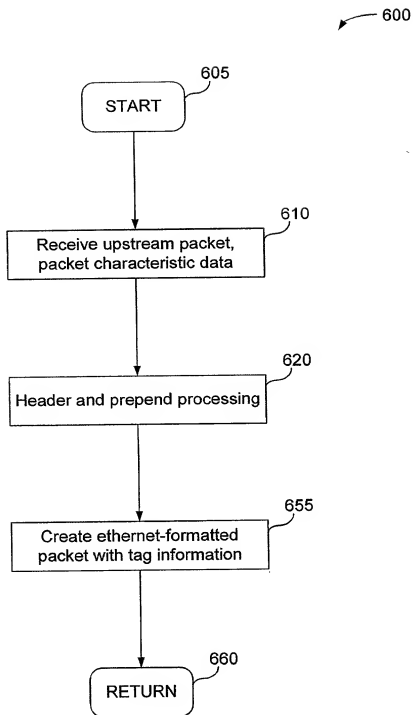 600
605
START
610
Receive upstream packet,
packet characteristic data
620
Header and prepend processing
655
Create ethernet-formatted
packet with tag information
660
RETURN